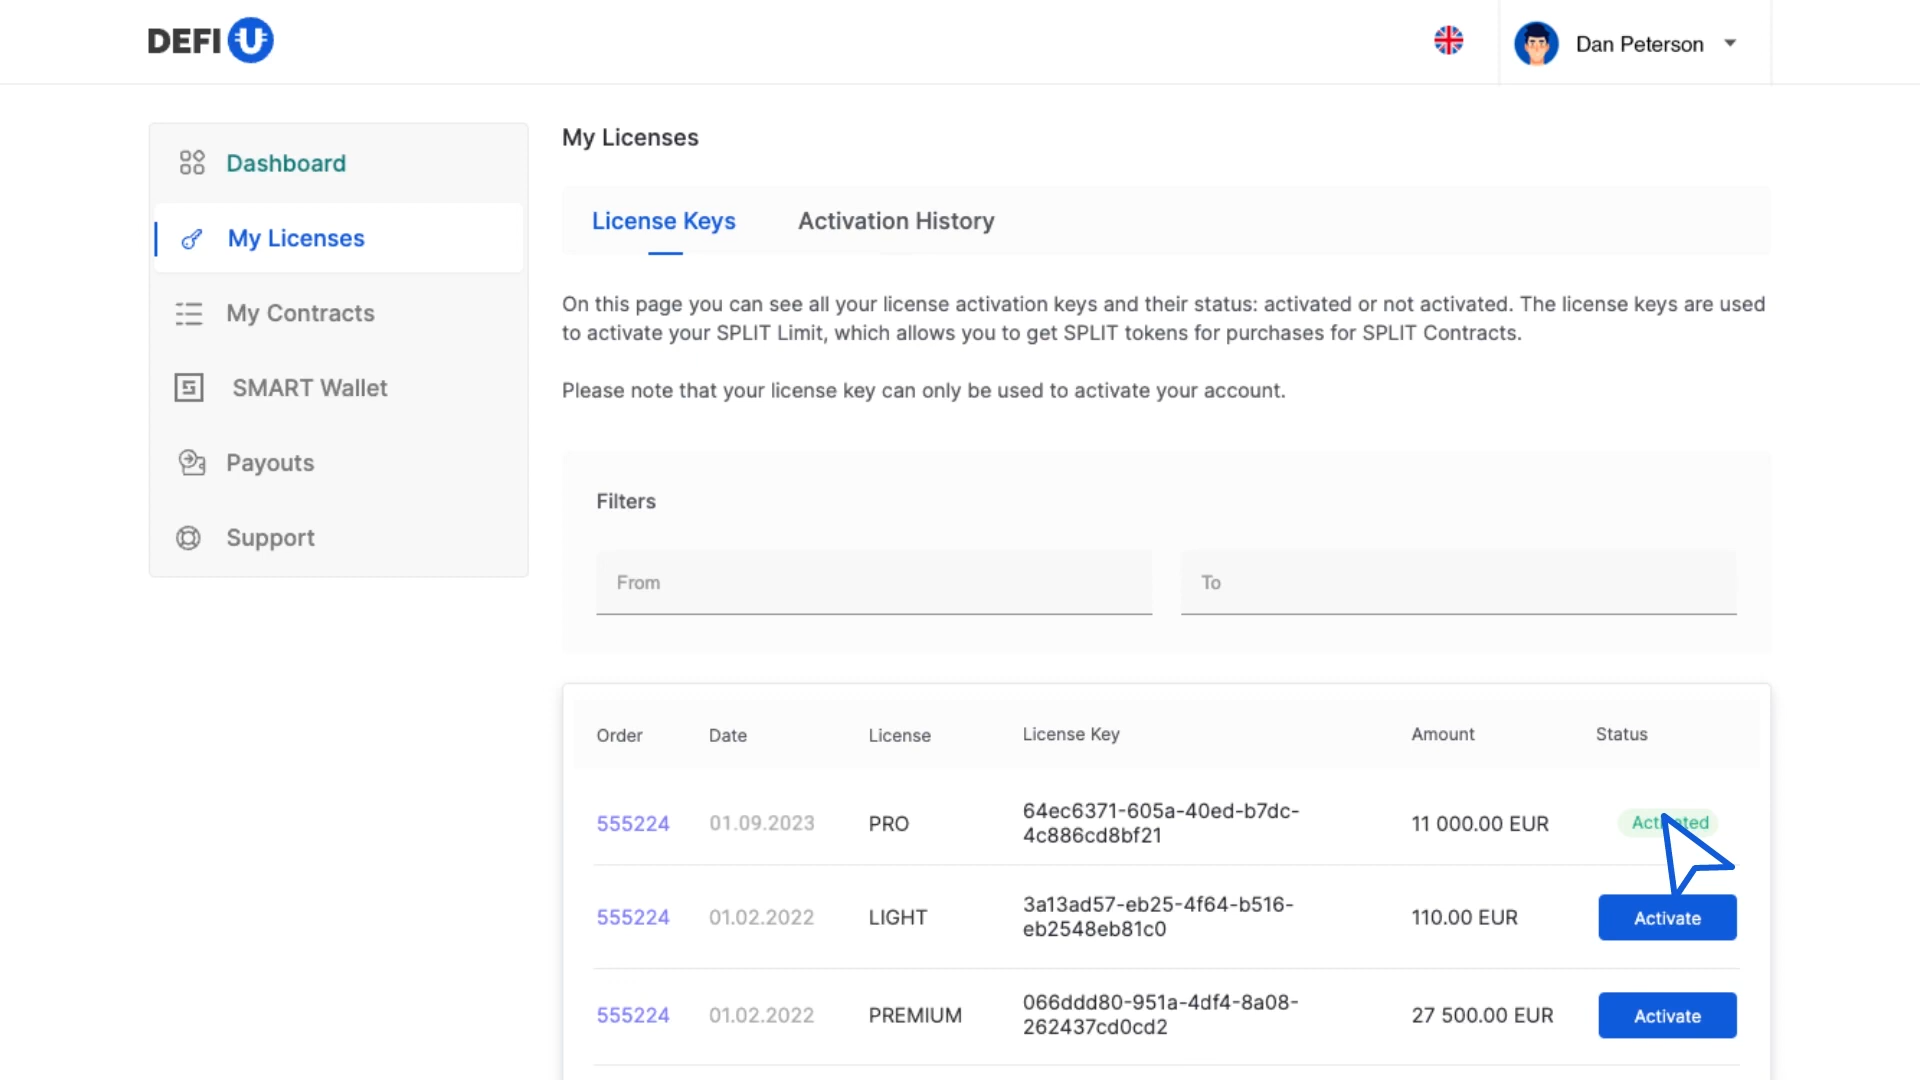 DEFI U
Dan Peterson
Dashboard
My Licenses
My Contracts
SMART Wallet
Payouts
Support
My Licenses
License Keys Activation History
On this page you can see all your license activation keys and their status: activated or not activated. The license keys are used
to activate your SPLIT Limit, which allows you to get SPLIT tokens for purchases for SPLIT Contracts.
Please note that your license key can only be used to activate your account.
Filters
From To
Order Date License License Key Amount Status
555224 01.09.2023 PRO 64ec6371-605a-40ed-b7dc-
4c886cd8bf21 11 000.00 EUR Activated
555224 01.02.2022 LIGHT 3a13ad57-eb25-4f64-b516-
eb2548eb81c0 110.00 EUR Activate
555224 01.02.2022 PREMIUM 066ddd80-951a-4df4-8a08-
262437cd0cd2 27 500.00 EUR Activate